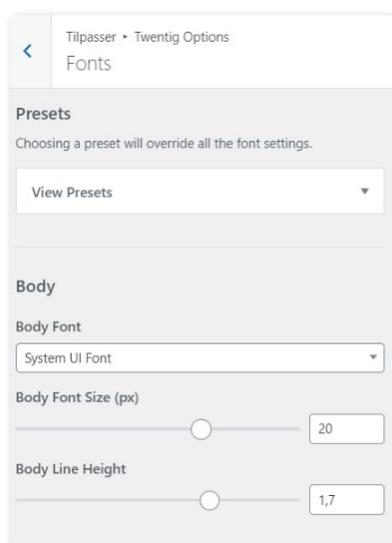 Tilpasser ‣ Twentig Options
Fonts
Presets
Choosing a preset will override all the font settings.
View Presets
Body
Body Font
System UI Font
Body Font Size (px)
20
Body Line Height
1,7